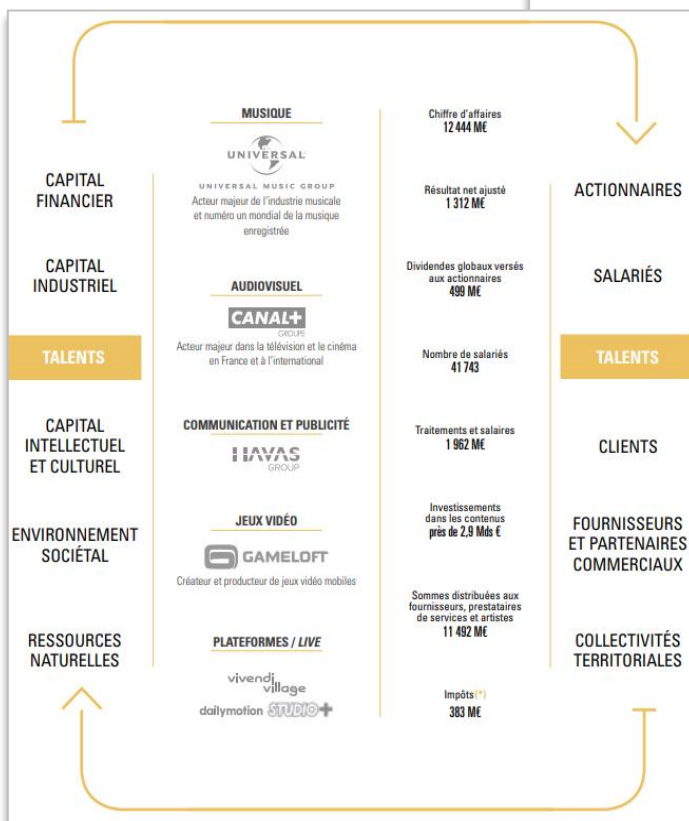 CAPITAL
FINANCIER
CAPITAL
INDUSTRIEL
TALENTS
CAPITAL
INTELLECTUEL
ET CULTUREL
ENVIRONNEMENT
SOCIÉTAL
RESSOURCES
NATURELLES
MUSIQUE
UNIVERSAL
UNIVERSAL MUSIC GROUP
Acteur majeur de l'industrie musicale
et numéro un mondial de la musique
enregistrée
AUDIOVISUEL
CANAL+
GROUPE
Acteur majeur dans la télévision et le cinéma
en France et à l'international
COMMUNICATION ET PUBLICITÉ
HAVAS
GROUP
JEUX VIDÉO
GAMELOFT
Créateur et producteur de jeux vidéo mobiles
PLATEFORMES / LIVE
vivendi
village
dailymotion STUDIO+
Chiffre d'affaires
12 444 M€
Résultat net ajusté
1 312 M€
Dividendes globaux versés
aux actionnaires
499 M€
Nombre de salariés
41 743
Traitements et salaires
1 962 M€
Investissements
dans les contenus
près de 2,9 Mds €
Sommes distribuées aux
fournisseurs, prestataires
de services et artistes
11 492 M€
Impôts (*)
383 M€
ACTIONNAIRES
SALARIÉS
TALENTS
CLIENTS
FOURNISSEURS
ET PARTENAIRES
COMMERCIAUX
COLLECTIVITÉS
TERRITORIALES